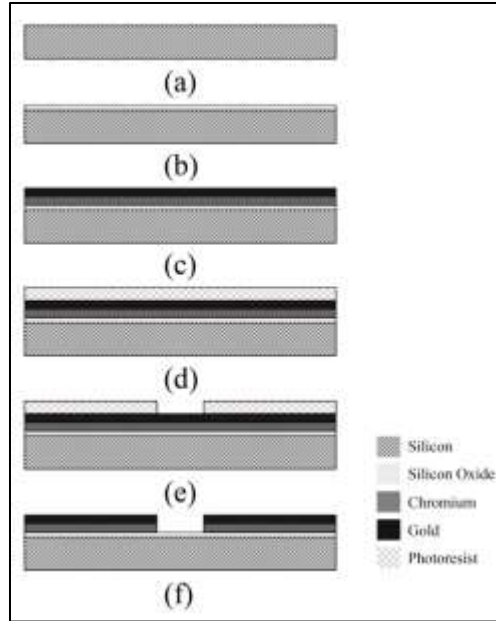 (a)
(b)
(c)
(d)
(e)
(f)
Silicon
Silicon Oxide
Chromium
Gold
Photoresist